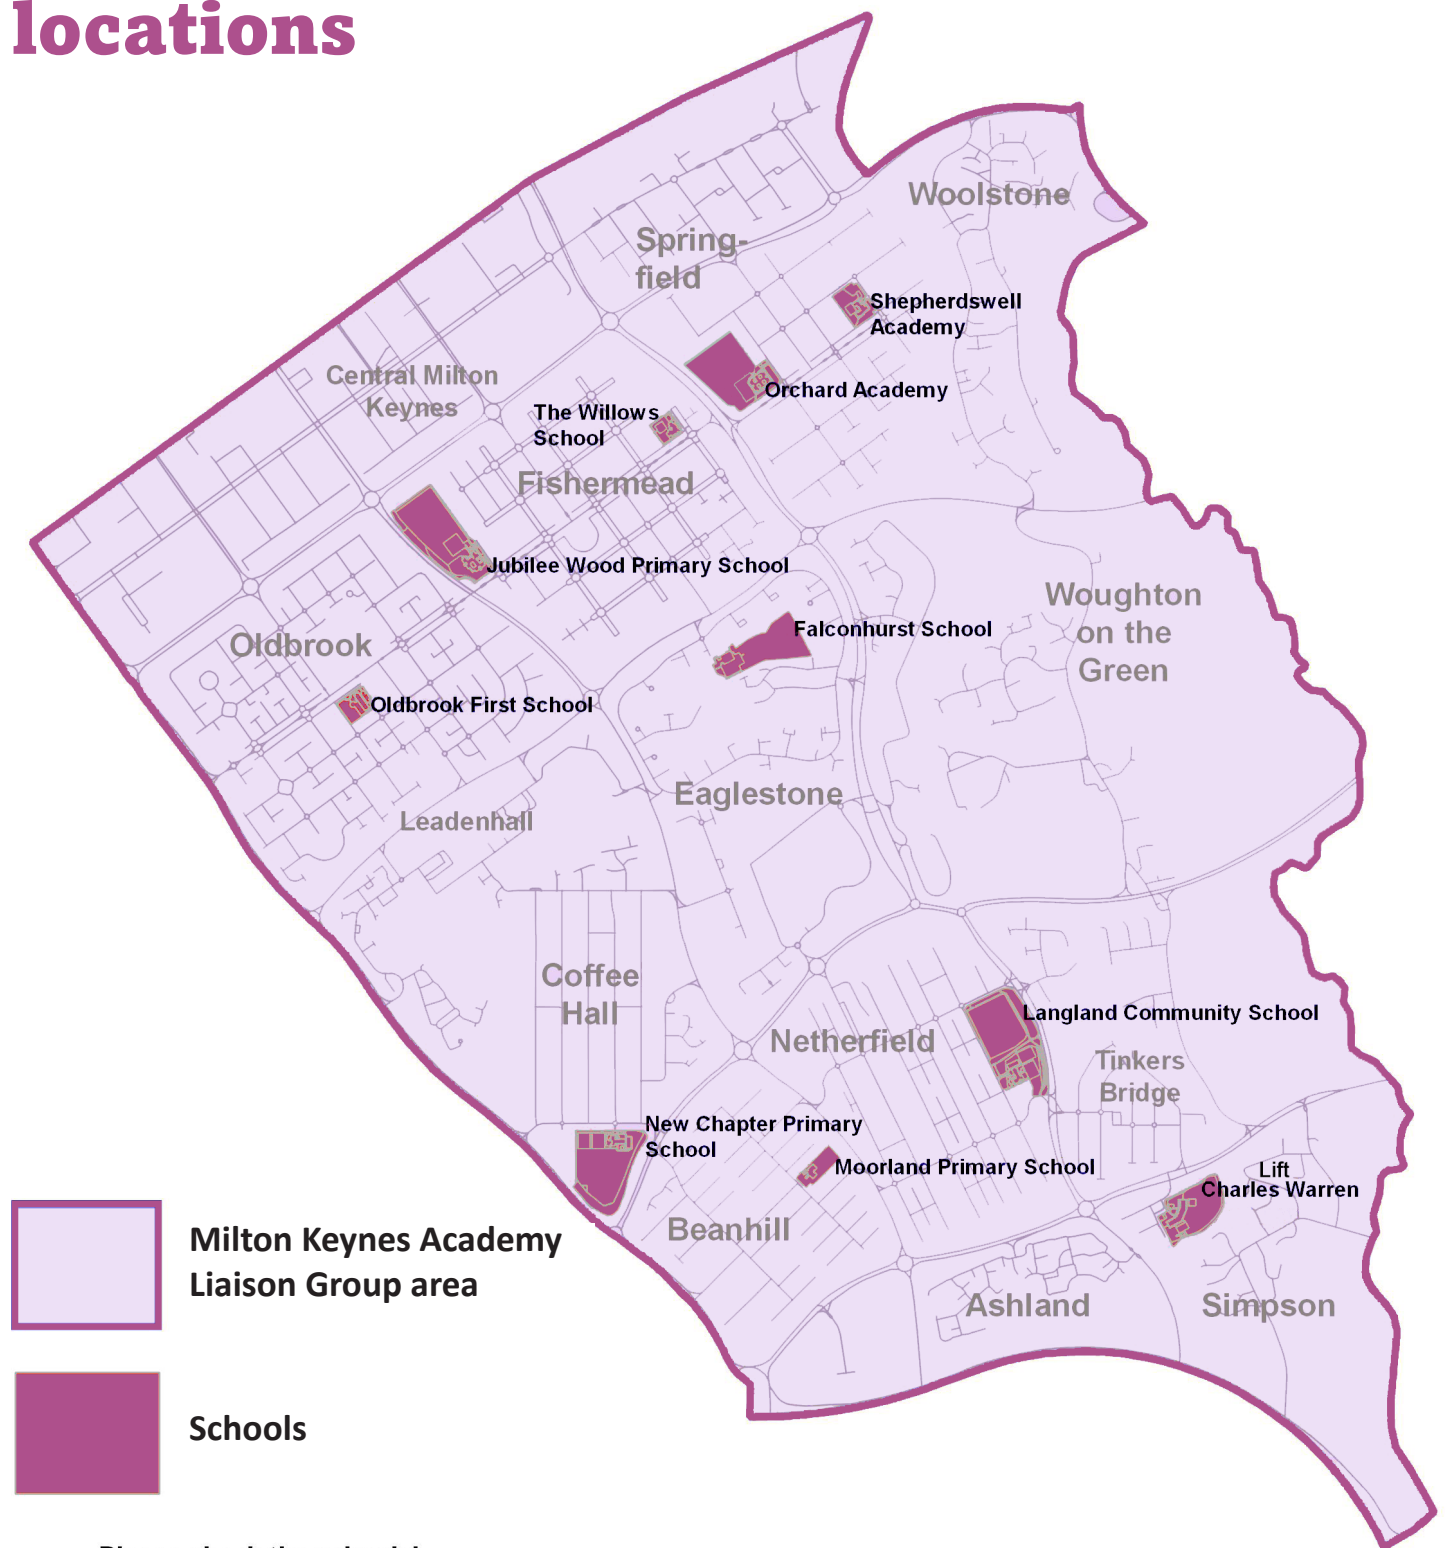 locations
Woolstone
Spring-
field
Shepherdswell
Academy
Central Milton
Keynes
Orchard Academy
The Willows
School
Fishermead
Jubilee Wood Primary School
Woughton
on the
Green
Falconhurst School
Oldbrook
Oldbrook First School
Eaglestone
Leadenhall
Coffee
Hall
Langland Community School
Netherfield
Tinkers
Bridge
New Chapter Primary
School
Moorland Primary School
Lift
Charles Warren
Beanhill
Ashland
Simpson
Milton Keynes Academy
Liaison Group area
Schools